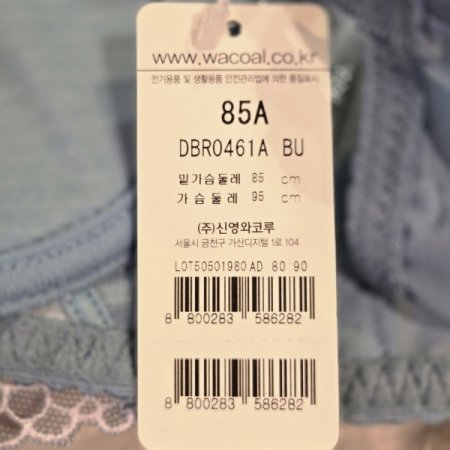 www.wacoal.co.kr
전기용품 및 생활용품 안전관리법에 의한 품질표시
85A
DBR0461A BU
밑가슴둘레 85 cm
가슴둘레 95 cm
(주)신영와코루
서울시 금천구 가산디지털 1로 104
LOT50501980 AD 80 90
8 800283 586282
8 800283 586282